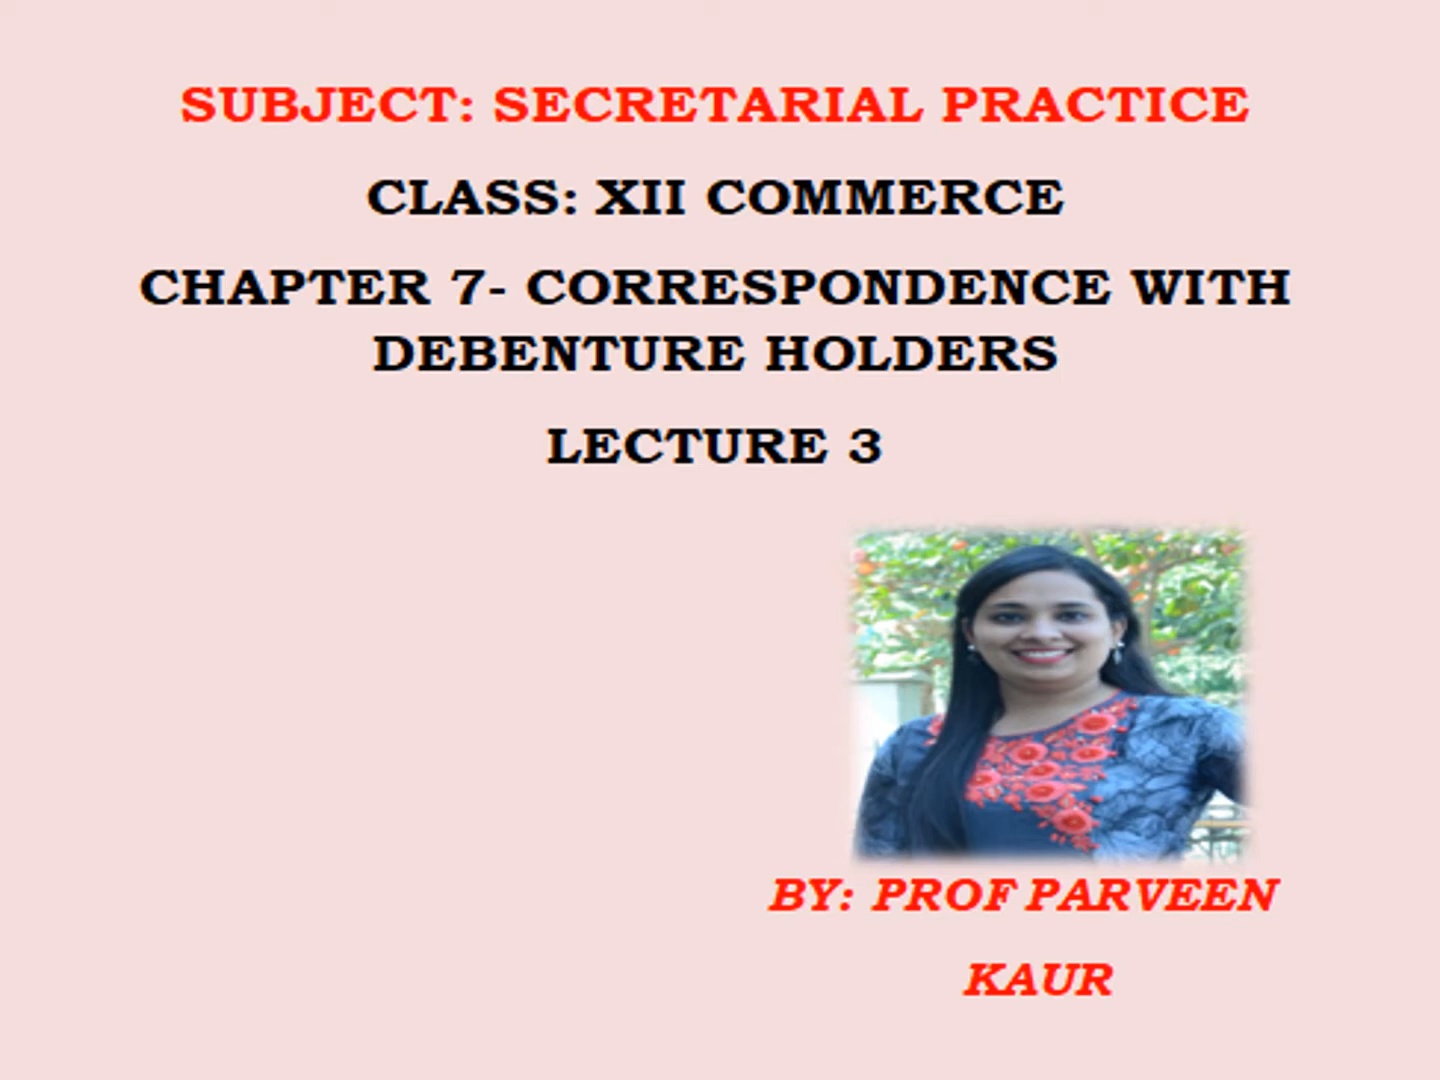 SUBJECT: SECRETARIAL PRACTICE
CLASS: XII COMMERCE
CHAPTER 7- CORRESPONDENCE WITH
DEBENTURE HOLDERS
LECTURE 3
BY: PROF PARVEEN
KAUR